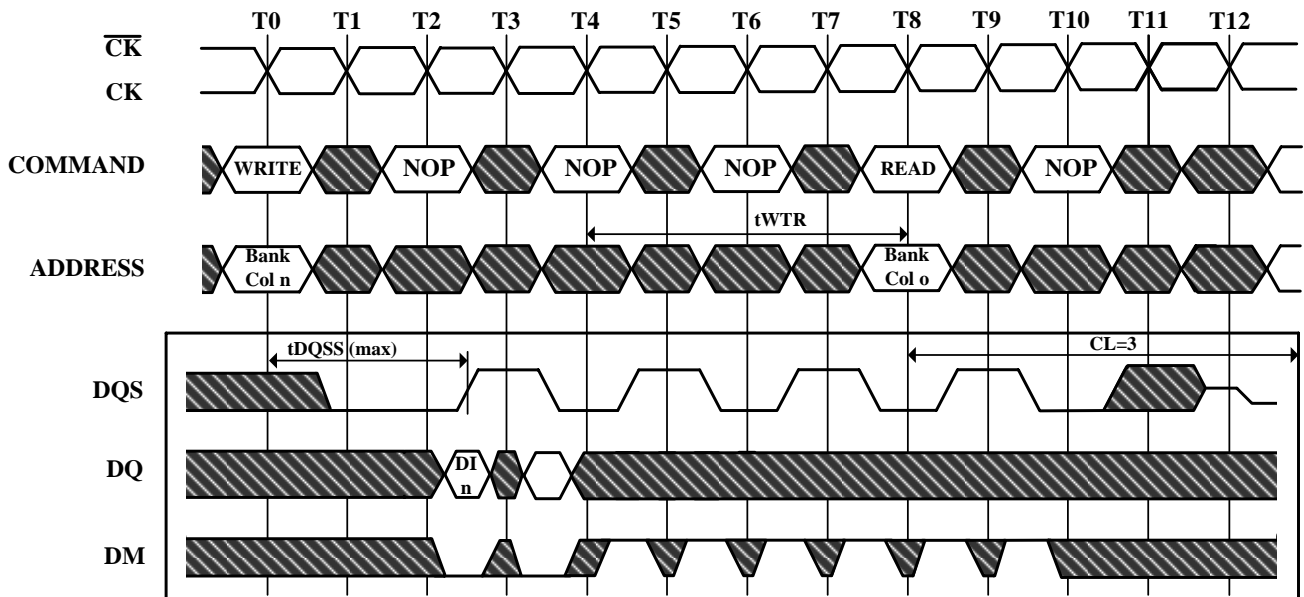 T0 T1 T2 T3 T4 T5 T6 T7 T8 T9 T10 T11 T12
CK
CK
COMMAND WRITE NOP NOP NOP READ NOP
tWTR
ADDRESS Bank Col n Bank Col o
tDQSS (max) CL=3
DQS
DQ DI n
DM